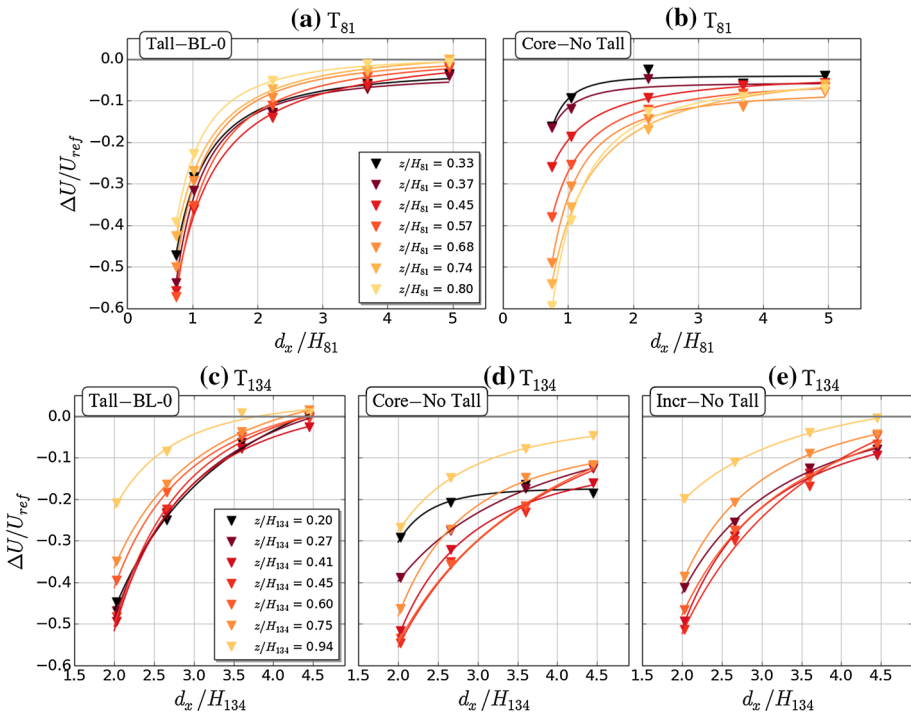 (a) T81
Tall−BL-0
ΔU/Uref
0.0
−0.1
−0.2
−0.3
−0.4
−0.5
−0.6
z/H81 = 0.33
z/H81 = 0.37
z/H81 = 0.45
z/H81 = 0.57
z/H81 = 0.68
z/H81 = 0.74
z/H81 = 0.80
0 1 2 3 4 5
dx/H81
(b) T81
Core−No Tall
0 1 2 3 4 5
dx/H81
(c) T134
Tall−BL-0
ΔU/Uref
0.0
−0.1
−0.2
−0.3
−0.4
−0.5
−0.6
z/H134 = 0.20
z/H134 = 0.27
z/H134 = 0.41
z/H134 = 0.45
z/H134 = 0.60
z/H134 = 0.75
z/H134 = 0.94
1.5 2.0 2.5 3.0 3.5 4.0 4.5
dx/H134
(d) T134
Core−No Tall
1.5 2.0 2.5 3.0 3.5 4.0 4.5
dx/H134
(e) T134
Incr−No Tall
1.5 2.0 2.5 3.0 3.5 4.0 4.5
dx/H134